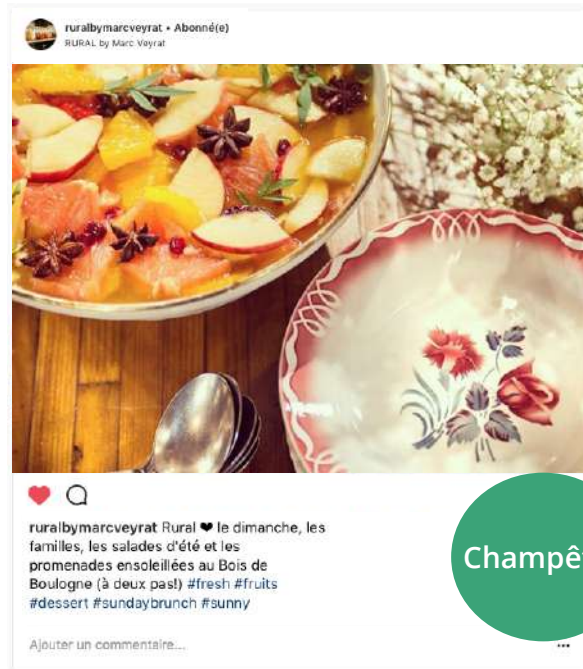 ruralbymarcveyrat • Abonné(e)
RURAL by Marc Veyrat
ruralbymarcveyrat Rural ❤ le dimanche, les
familles, les salades d'été et les
promenades ensoleillées au Bois de
Boulogne (à deux pas!) #fresh #fruits
#dessert #sundaybrunch #sunny
Champê
Ajouter un commentaire...